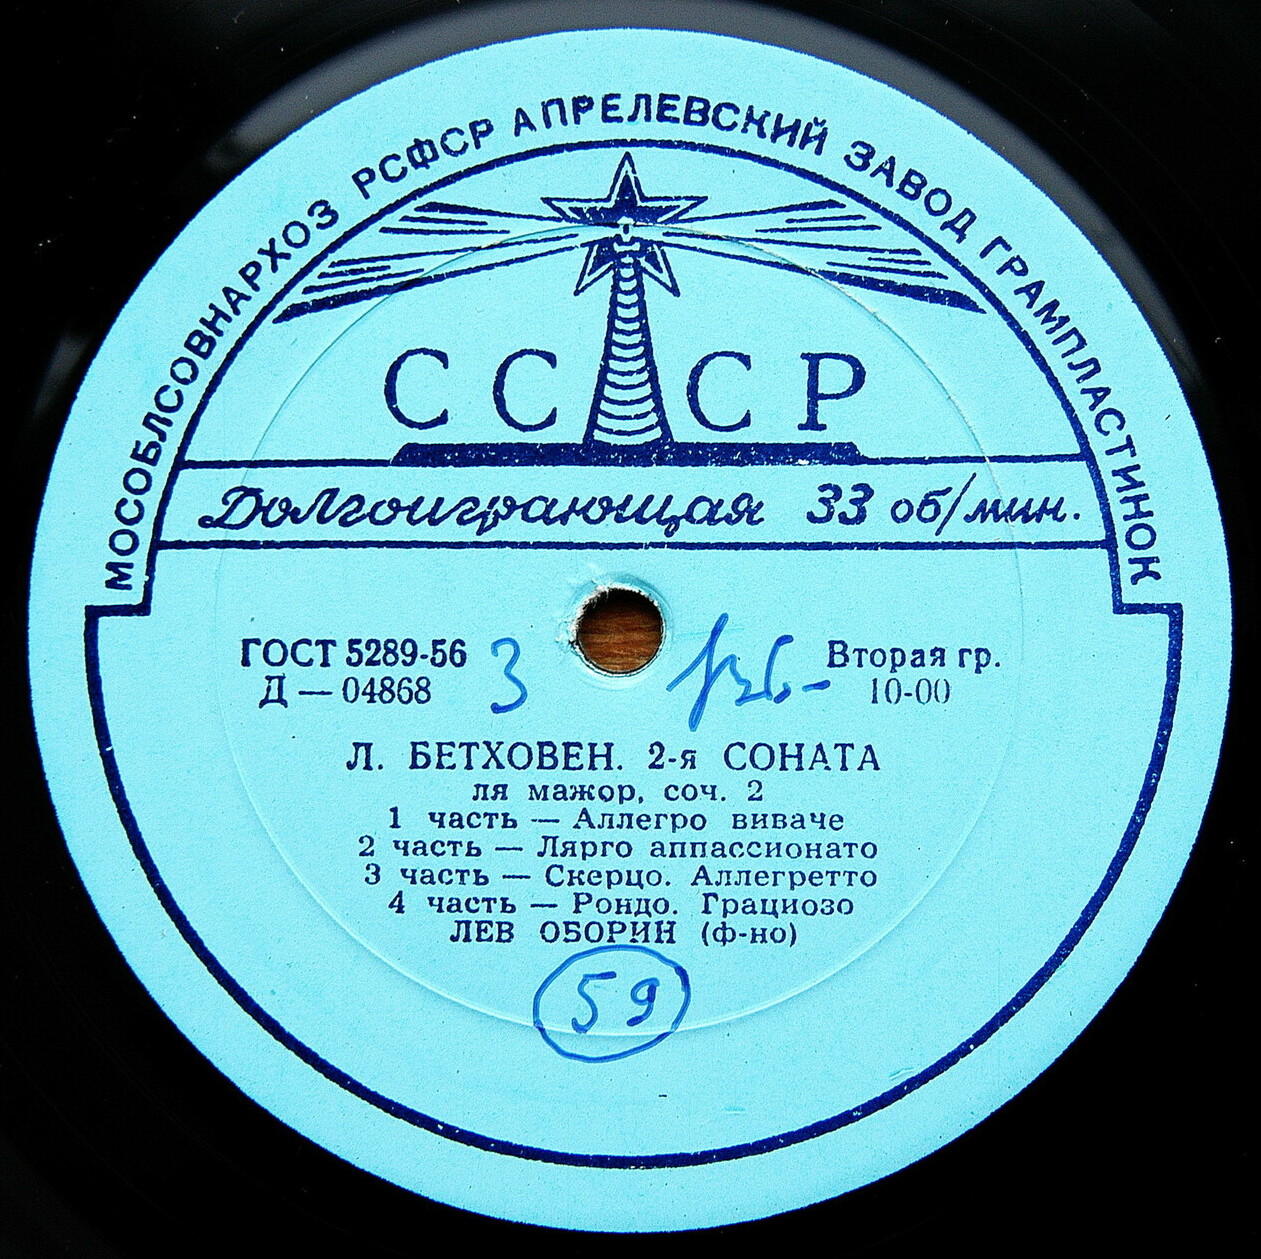 МОСОБЛСОВНАРХОЗ РСФСР АПРЕЛЕВСКИЙ ЗАВОД ГРАМПЛАСТИНОК
СССР
Долгоиграющая 33 об/мин.
ГОСТ 5289-56 3 Вторая гр.
Д — 04868 10-00
Л. БЕТХОВЕН. 2-я СОНАТА
ля мажор, соч. 2
1 часть — Аллегро виваче
2 часть — Лярго аппассионато
3 часть — Скерцо. Аллегретто
4 часть — Рондо. Грациозо
ЛЕВ ОБОРИН (ф-но)
59